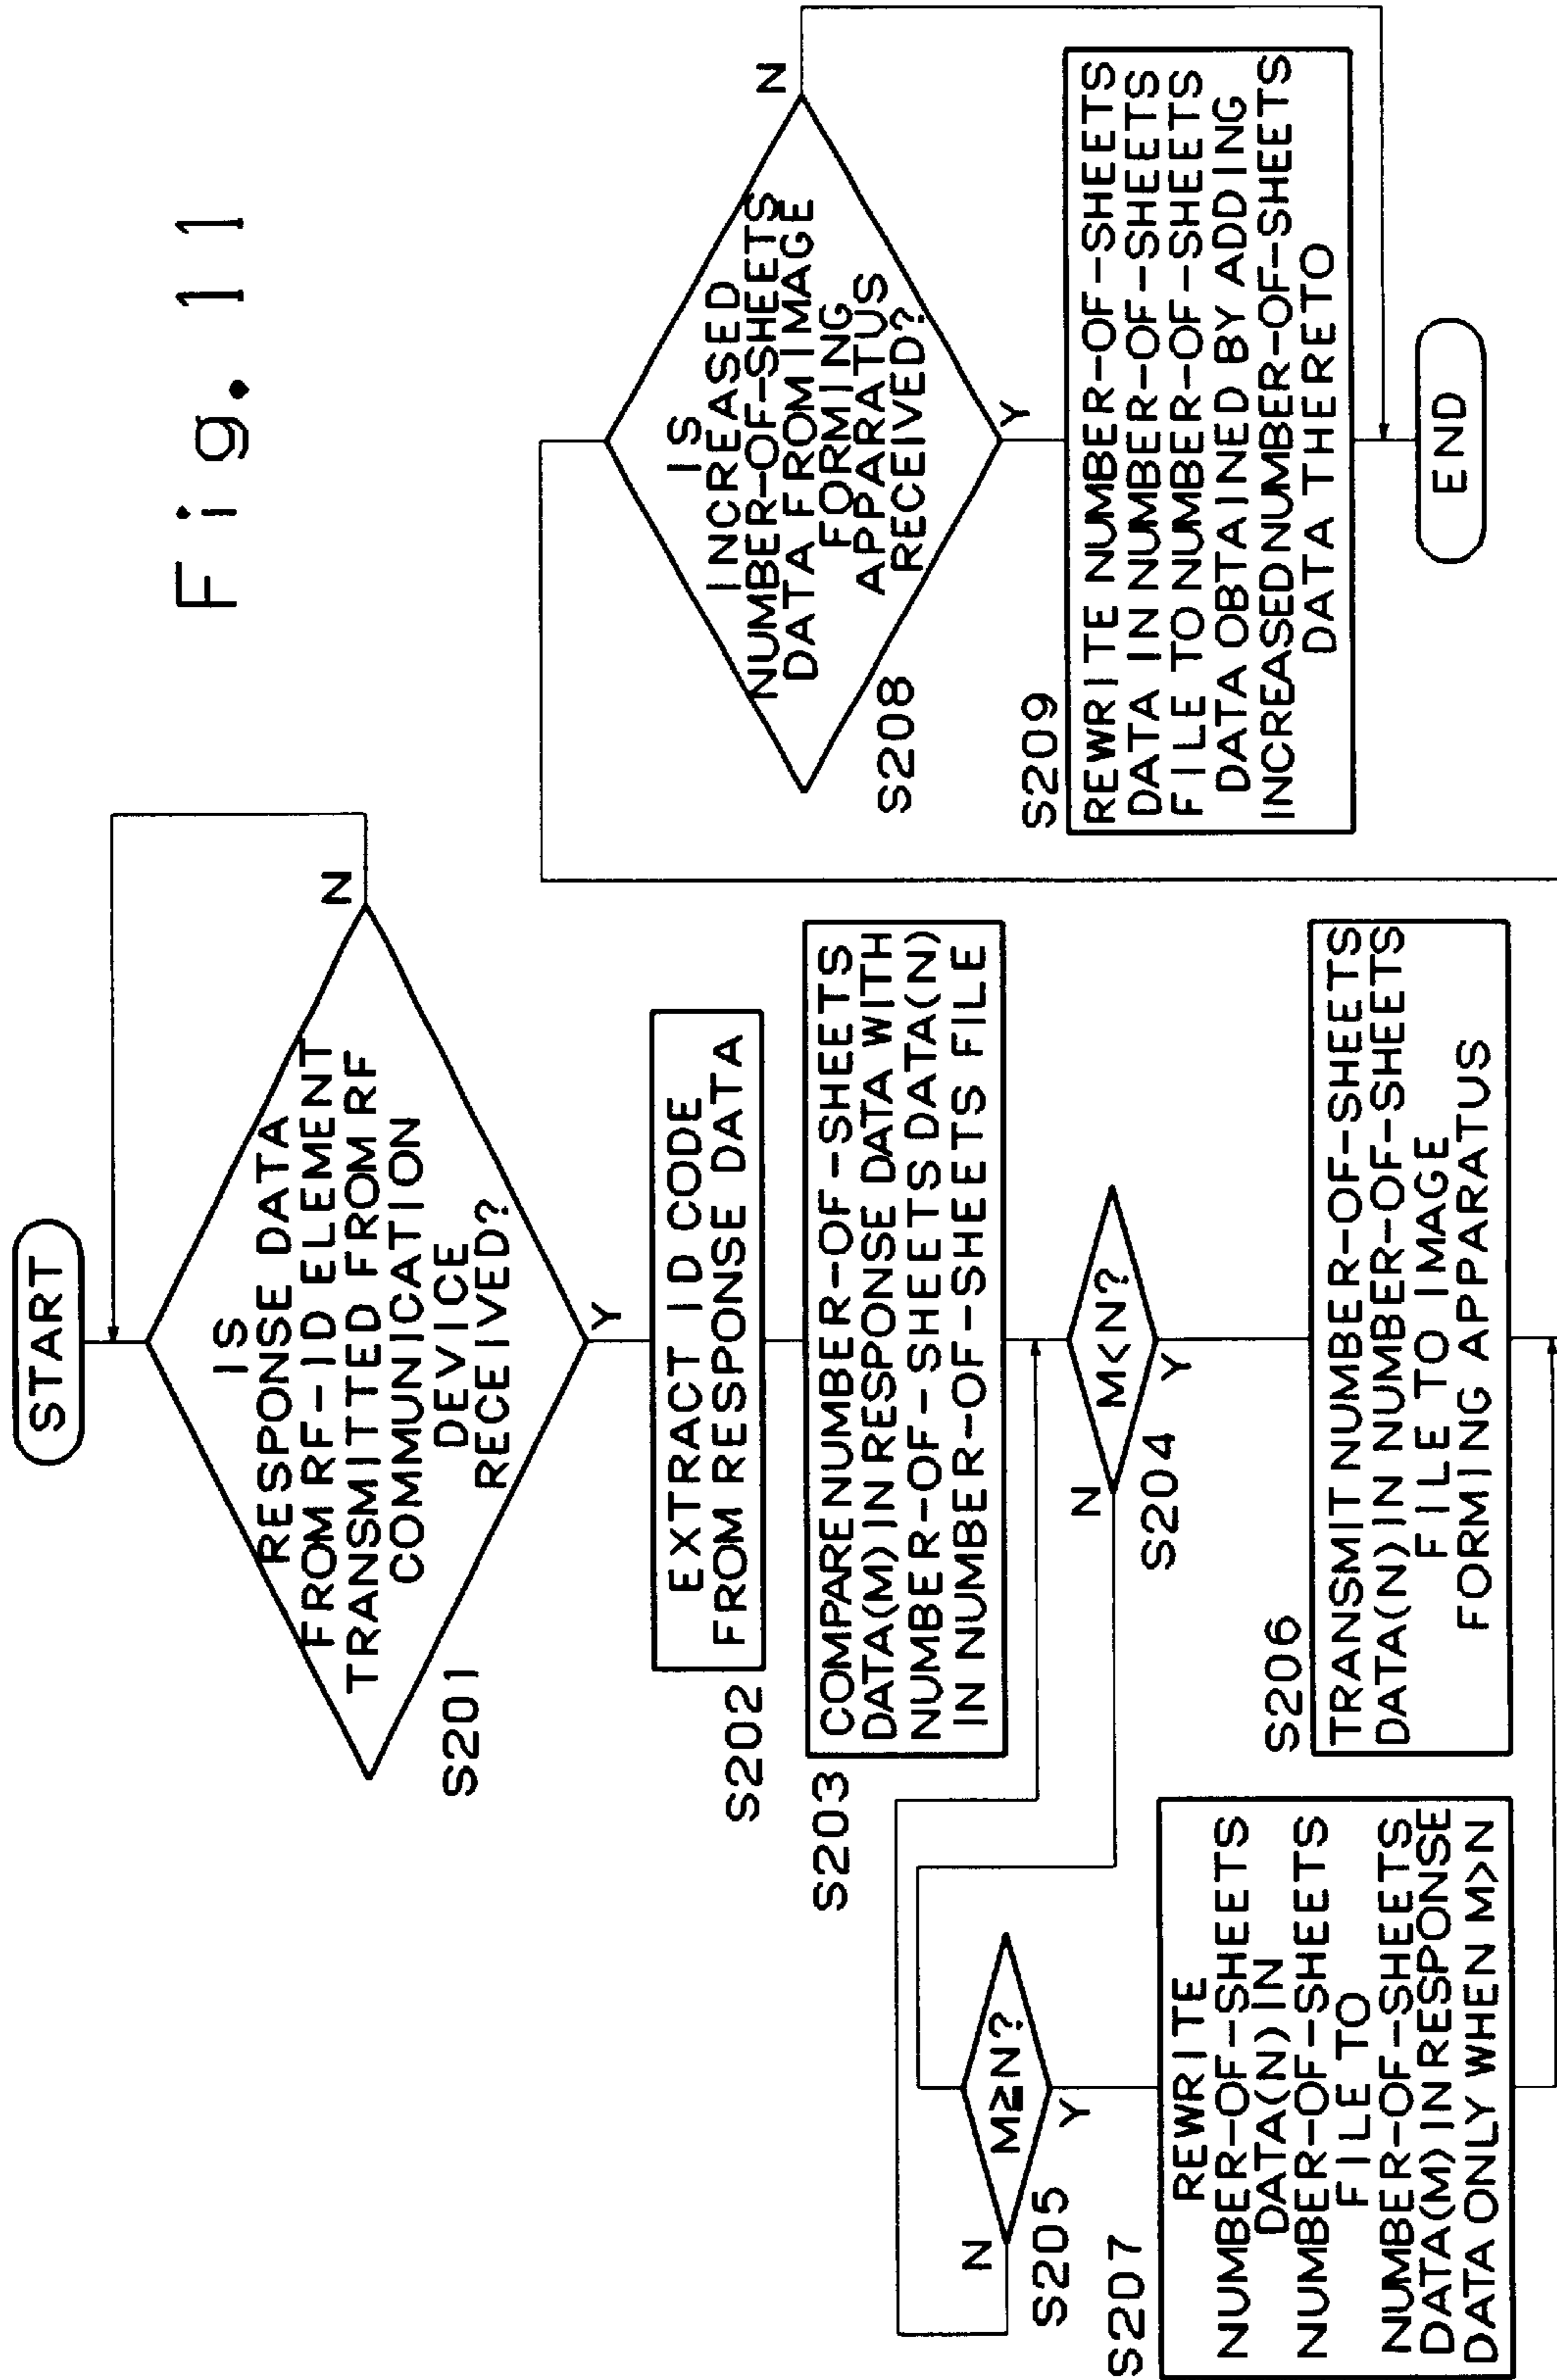 Fig. 11
START
IS
RESPONSE DATA
FROM RF-ID ELEMENT
TRANSMITTED FROM RF
COMMUNICATION
DEVICE
RECEIVED?
N
S201
Y
EXTRACT ID CODE
FROM RESPONSE DATA
S202
COMPARE NUMBER-OF-SHEETS
DATA(M) IN RESPONSE DATA WITH
NUMBER-OF-SHEETS DATA(N)
IN NUMBER-OF-SHEETS FILE
S203
M<N?
N
Y
S204
M≧N?
N
Y
S205
S206
TRANSMIT NUMBER-OF-SHEETS
DATA(N) IN NUMBER-OF-SHEETS
FILE TO IMAGE
FORMING APPARATUS
S207
REWRITE
NUMBER-OF-SHEETS
DATA(N) IN
NUMBER-OF-SHEETS
FILE TO
NUMBER-OF-SHEETS
DATA(M) IN RESPONSE
DATA ONLY WHEN M>N
IS
INCREASED
NUMBER-OF-SHEETS
DATA FROM IMAGE
FORMING
APPARATUS
RECEIVED?
N
S208
Y
S209
REWRITE NUMBER-OF-SHEETS
DATA IN NUMBER-OF-SHEETS
FILE TO NUMBER-OF-SHEETS
DATA OBTAINED BY ADDING
INCREASED NUMBER-OF-SHEETS
DATA THERETO
END